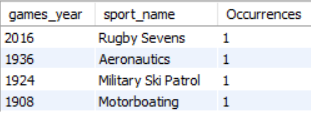 games_year sport_name Occurrences
2016 Rugby Sevens 1
1936 Aeronautics 1
1924 Military Ski Patrol 1
1908 Motorboating 1